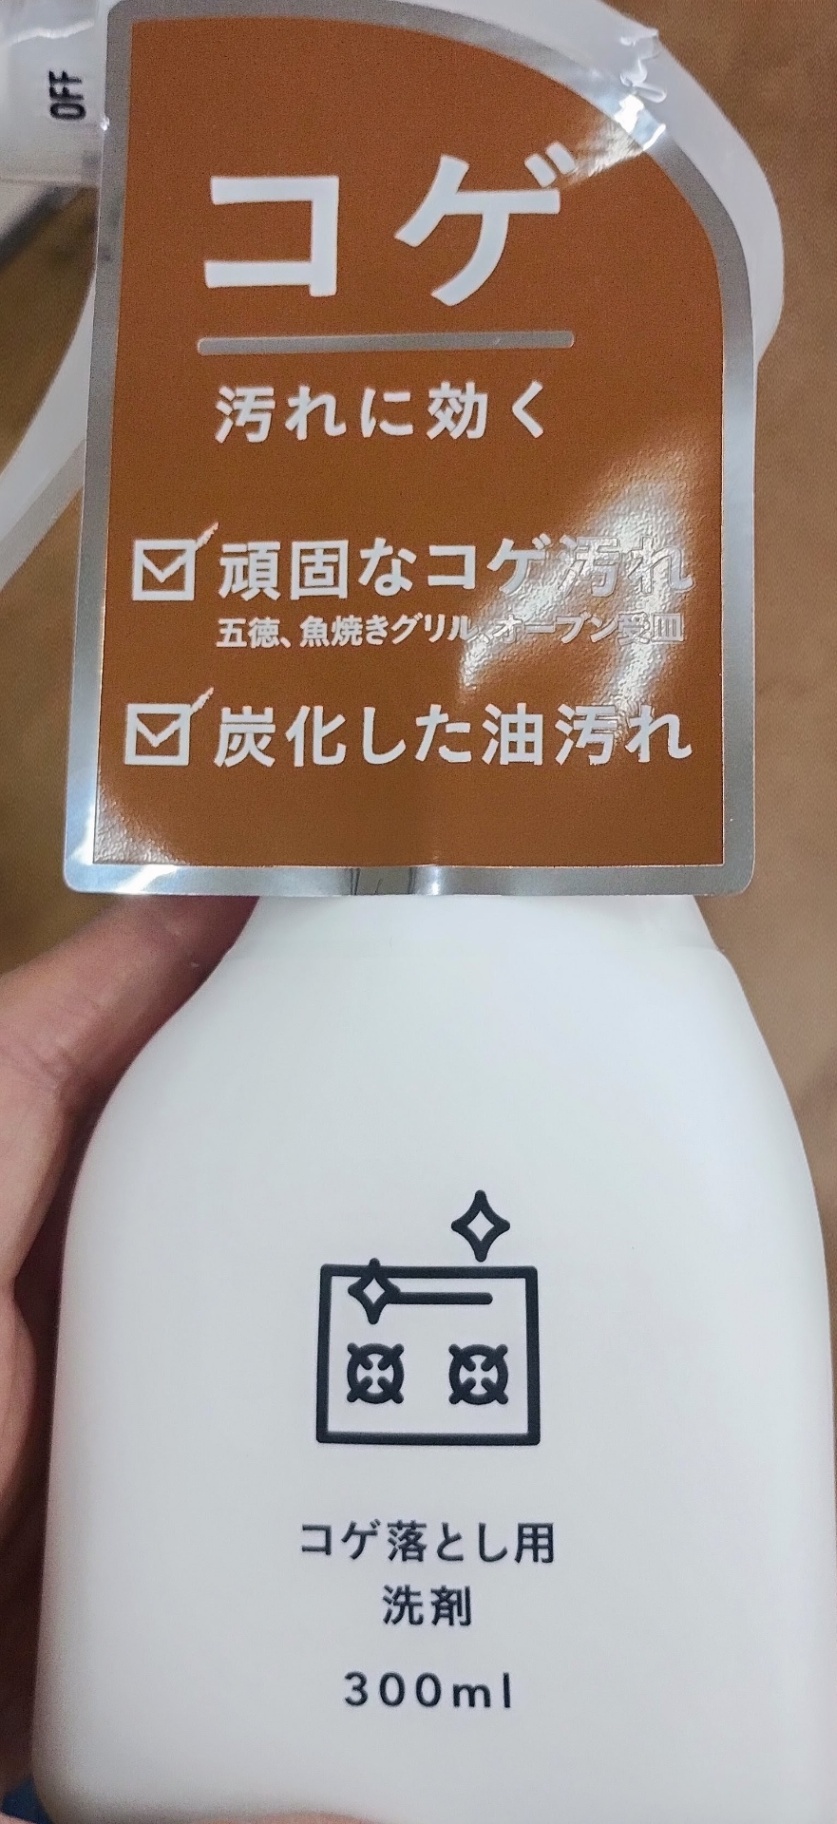 OFF
コゲ
汚れに効く
頑固なコゲ汚れ
五徳、魚焼きグリル、オーブン受皿
炭化した油汚れ
コゲ落とし用
洗剤
300ml